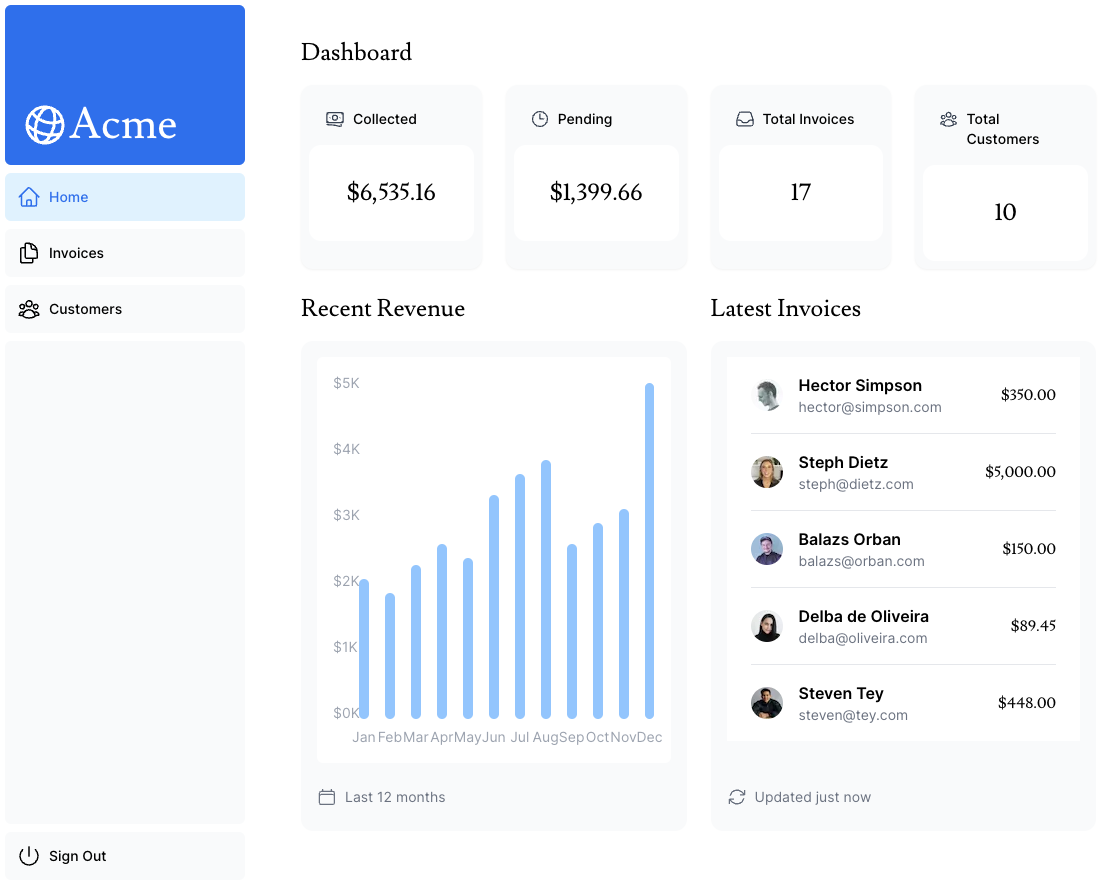 Acme
Home
Invoices
Customers
Sign Out
Dashboard
Collected
$6,535.16
Pending
$1,399.66
Total Invoices
17
Total
Customers
10
Recent Revenue
$5K
$4K
$3K
$2K
$1K
$0K
Jan Feb Mar Apr May Jun Jul Aug Sep Oct Nov Dec
Last 12 months
Latest Invoices
Hector Simpson
hector@simpson.com
$350.00
Steph Dietz
steph@dietz.com
$5,000.00
Balazs Orban
balazs@orban.com
$150.00
Delba de Oliveira
delba@oliveira.com
$89.45
Steven Tey
steven@tey.com
$448.00
Updated just now